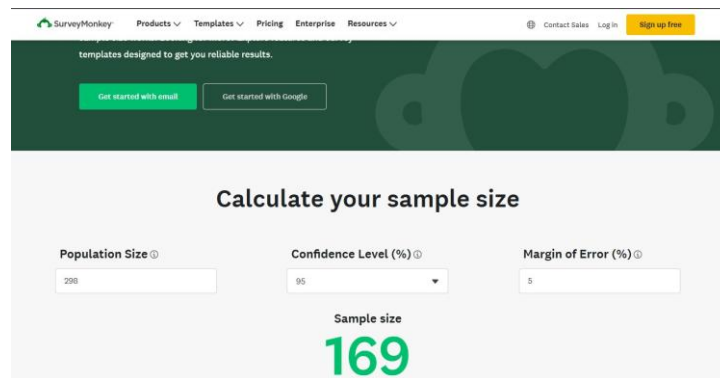 SurveyMonkey Products Templates Pricing Enterprise Resources Contact Sales Log in Sign up free
templates designed to get you reliable results.
Get started with email Get started with Google
Calculate your sample size
Population Size Confidence Level (%) Margin of Error (%)
298 95 5
Sample size
169